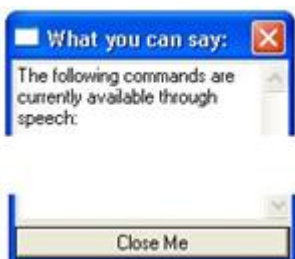 What you can say:
The following commands are
currently available through
speech:
Close Me